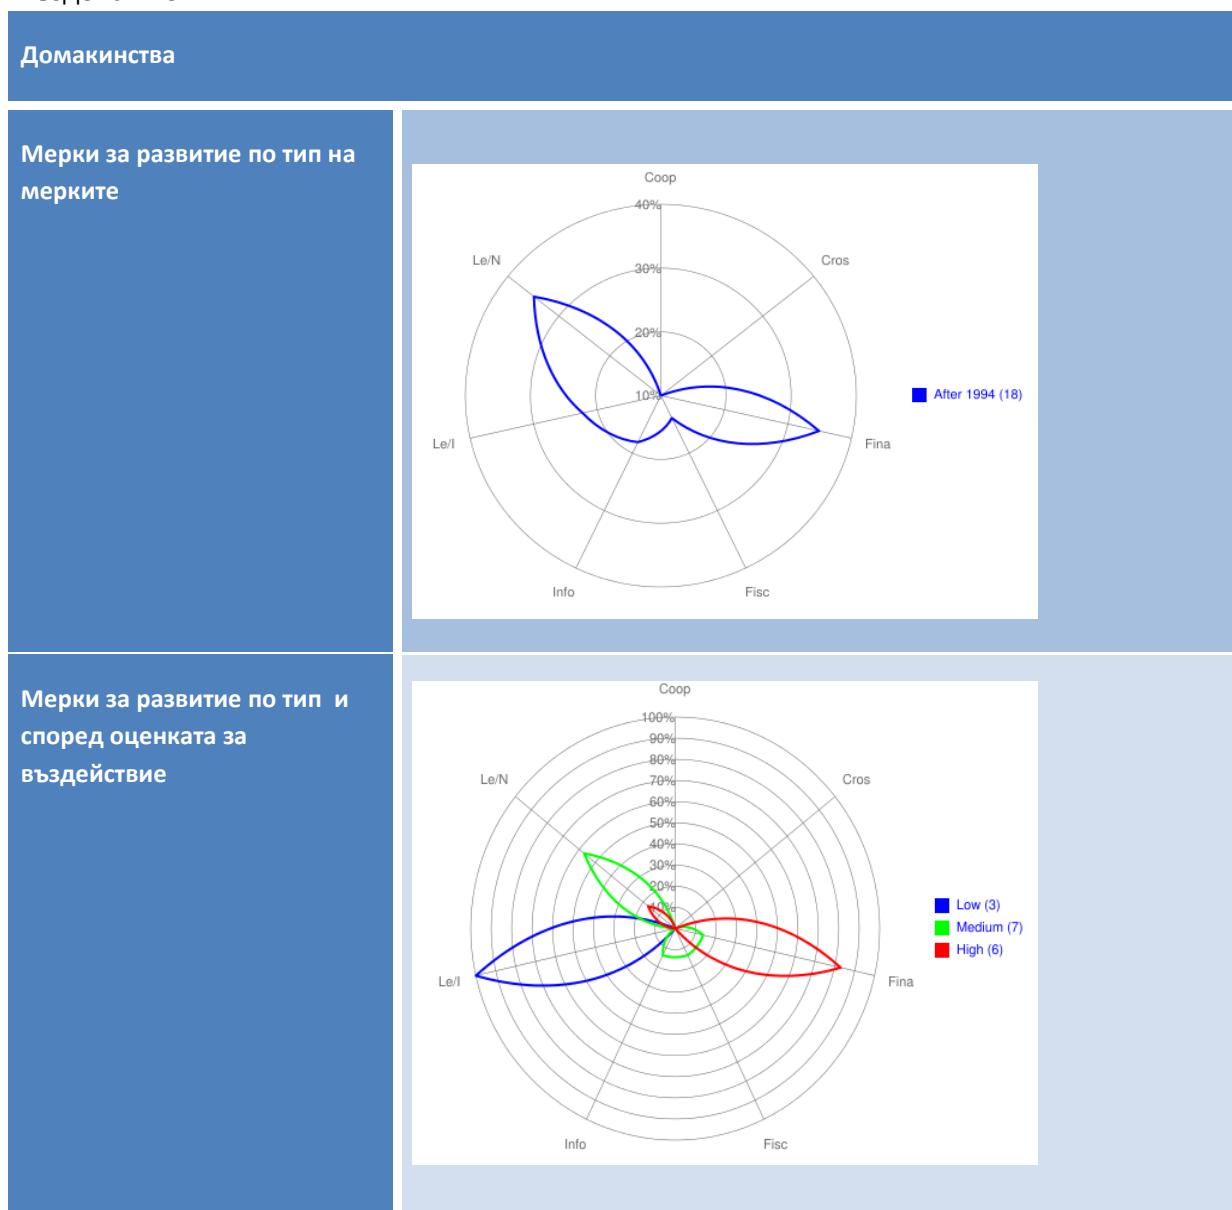 Домакинства
Мерки за развитие по тип на
мерките
Coop
40%
Cros
Le/N
30%
20%
10%
After 1994 (18)
Le/I
Fina
Info
Fisc
Мерки за развитие по тип и
според оценката за
въздействие
Coop
100%
90%
80%
70%
60%
50%
40%
30%
20%
10%
Le/N
Cros
Low (3)
Medium (7)
High (6)
Le/I
Fina
Info
Fisc